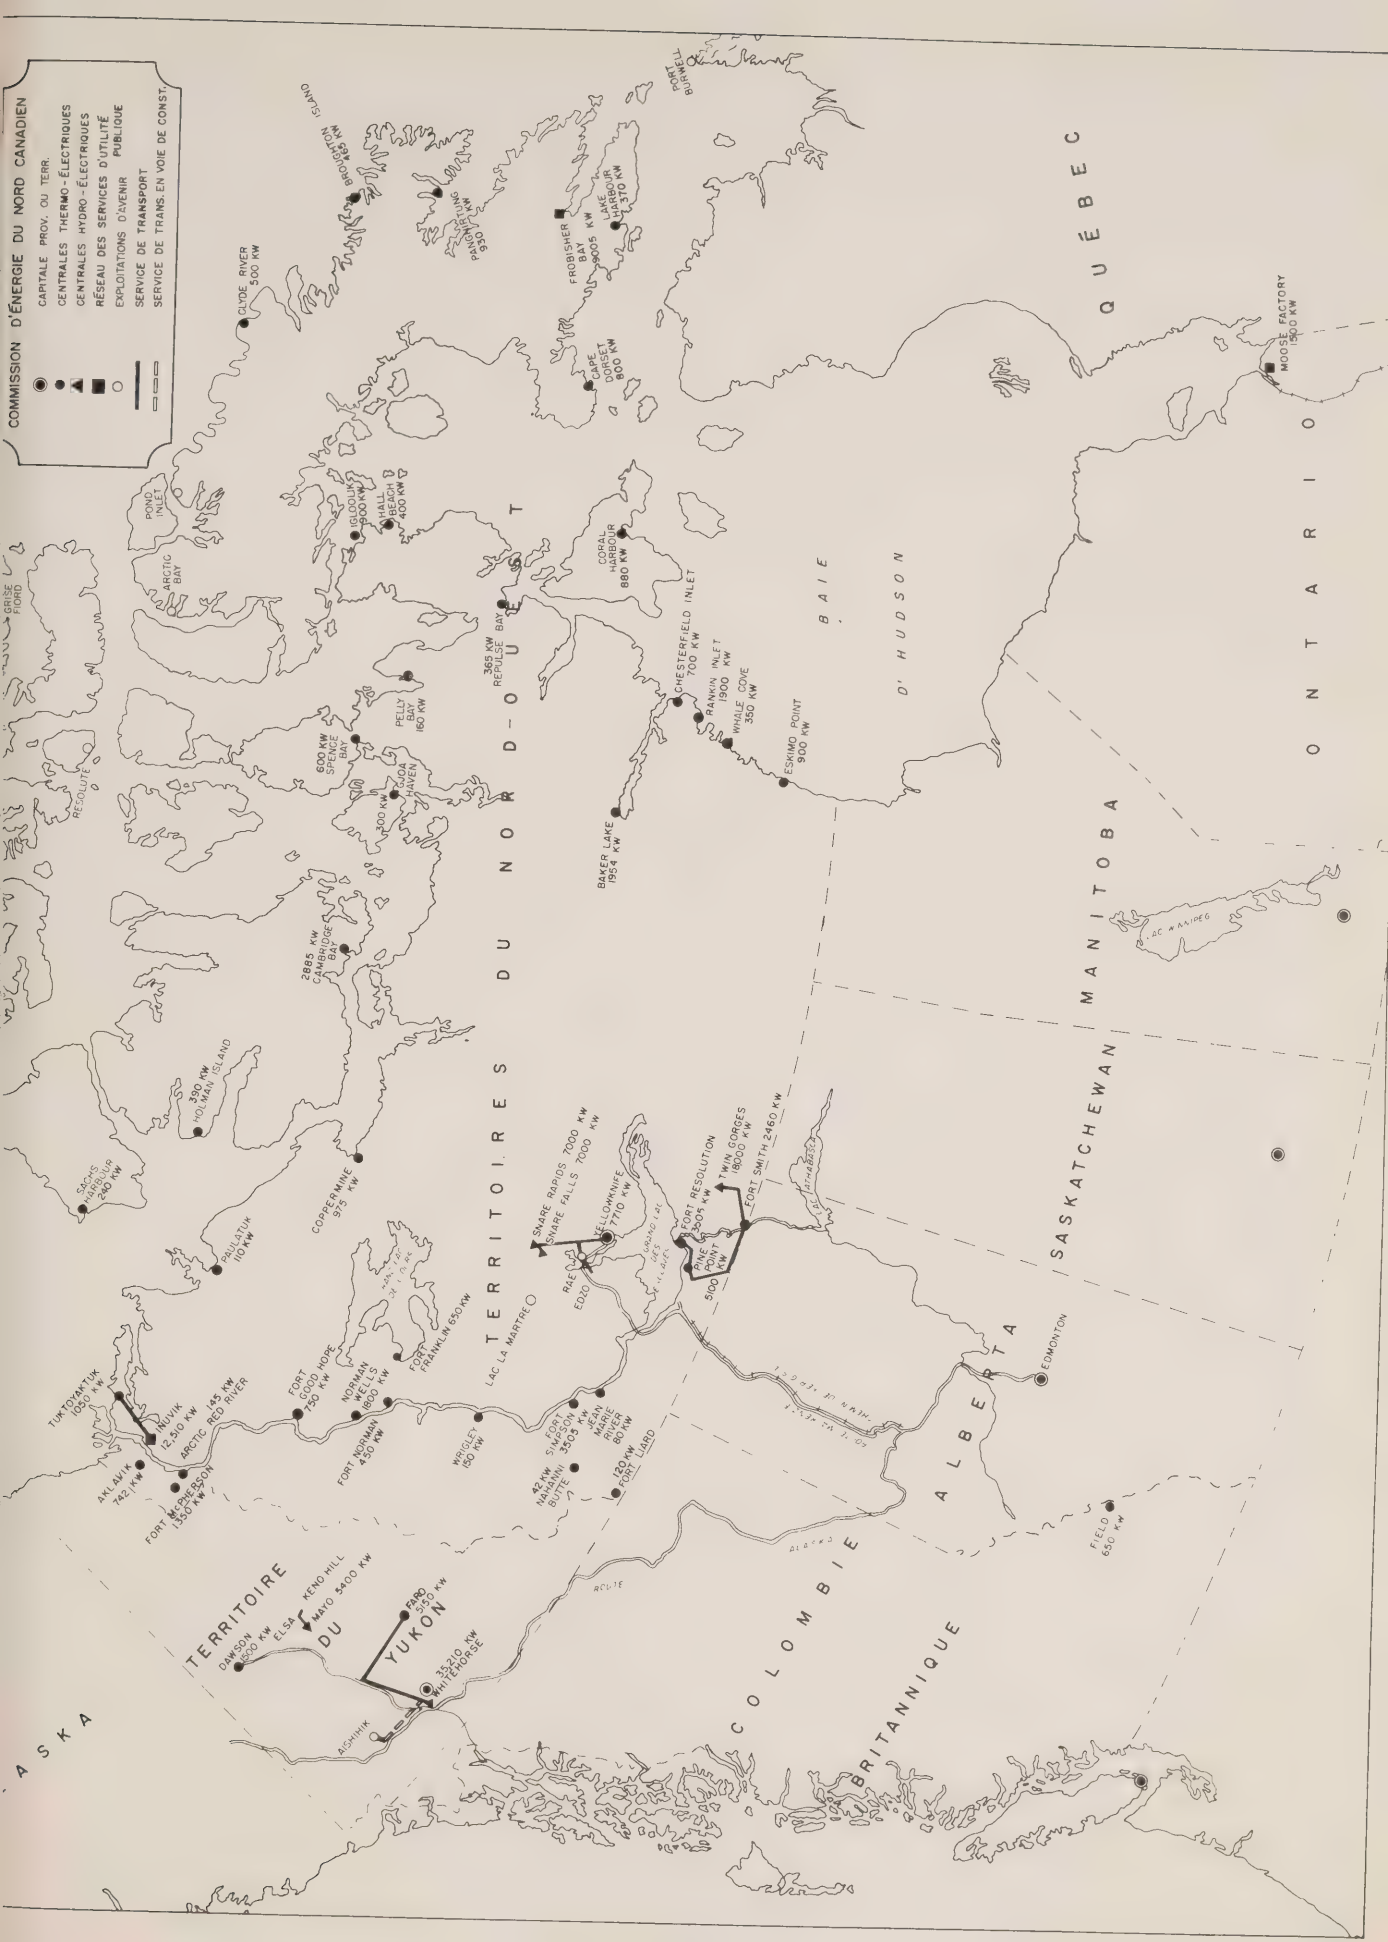 COMMISSION D'ÉNERGIE DU NORD CANADIEN
CAPITALE PROV. OU TERR.
CENTRALES THERMO-ÉLECTRIQUES
CENTRALES HYDRO-ÉLECTRIQUES
RÉSEAU DES SERVICES D'UTILITÉ
PUBLIQUE
EXPLOITATIONS D'AVENIR
SERVICE DE TRANSPORT
SERVICE DE TRANS. EN VOIE DE CONST.
GRISE
FIORD
RESOLUTE
ARCTIC
BAY
POND
INLET
CLYDE RIVER
500 KW
BROUGHTON ISLAND
465 KW
PANGNIRTUNG
930 KW
FROBISHER
BAY
9005 KW
LAKE
HARBOUR
370 KW
PORT
BURWELL
CAPE
DORSET
800 KW
IGLOOLIK
900 KW
HALL
BEACH
400 KW
CORAL
HARBOUR
880 KW
365 KW
REPULSE BAY
PELLY
BAY
160 KW
600 KW
SPENCE
BAY
300 KW
GJOA
HAVEN
2885 KW
CAMBRIDGE
BAY
390 KW
HOLMAN ISLAND
SACHS
HARBOUR
240 KW
PAULATUK
110 KW
COPPERMINE
975 KW
TUKTOYAKTUK
1050 KW
INUVIK
12,510 KW
145 KW
ARCTIC RED RIVER
AKLAVIK
742 KW
FORT McPHERSON
1350 KW
FORT
GOOD HOPE
750 KW
NORMAN
WELLS
1800 KW
FORT NORMAN
450 KW
FORT
FRANKLIN 650 KW
WRIGLEY
150 KW
LAC LA MARTRE
FORT
SIMPSON
3505 KW
JEAN
MARIE
RIVER
80 KW
42 KW
NAHANNI
BUTTE
120 KW
FORT LIARD
SNARE RAPIDS 7000 KW
SNARE FALLS 7000 KW
YELLOWKNIFE
7710 KW
RAE
EDZO
GRAND LAC
DES
ESCLAVES
FORT RESOLUTION
3505 KW
PINE
POINT
5100 KW
TWIN GORGES
18000 KW
FORT SMITH 2460 KW
LAC ATHABASCA
BAKER LAKE
1954 KW
CHESTERFIELD INLET
700 KW
RANKIN INLET
1900 KW
WHALE COVE
350 KW
ESKIMO POINT
900 KW
TERRITOIRES DU NORD-OUEST
BAIE
D'HUDSON
QUÉBEC
MOOSE FACTORY
1500 KW
ONTARIO
MANITOBA
LAC WINNIPEG
SASKATCHEWAN
ALBERTA
EDMONTON
FIELD
650 KW
COLOMBIE
BRITANNIQUE
ROUTE
ALASKA
TERRITOIRE
DU
YUKON
DAWSON
1500 KW
ELSA
KENO HILL
MAYO 5400 KW
FARO
5150 KW
35,210 KW
WHITEHORSE
AISHIHIK
ASKA